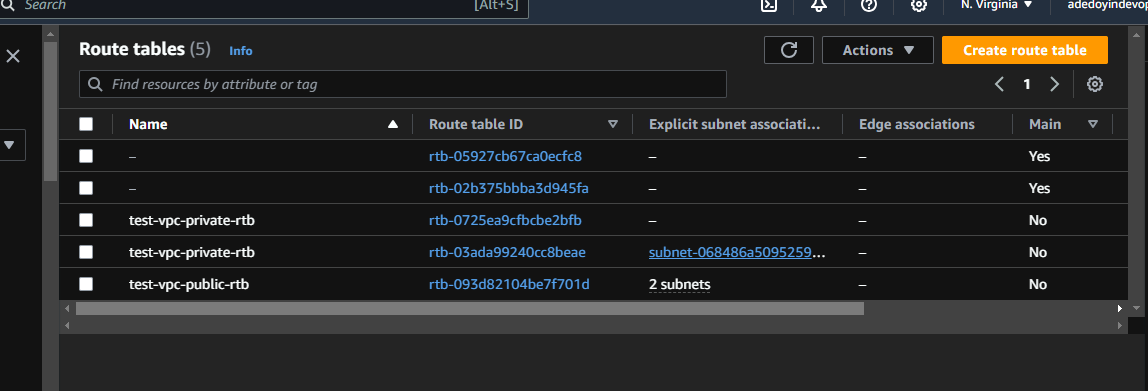 Search [Alt+S] N. Virginia adedoyindevop
Route tables (5) Info Actions Create route table
Find resources by attribute or tag 1
Name Route table ID Explicit subnet associati... Edge associations Main
– rtb-05927cb67ca0ecfc8 – – Yes
– rtb-02b375bbba3d945fa – – Yes
test-vpc-private-rtb rtb-0725ea9cfbcbe2bfb – – No
test-vpc-private-rtb rtb-03ada99240cc8beae subnet-068486a5095259... – No
test-vpc-public-rtb rtb-093d82104be7f701d 2 subnets – No